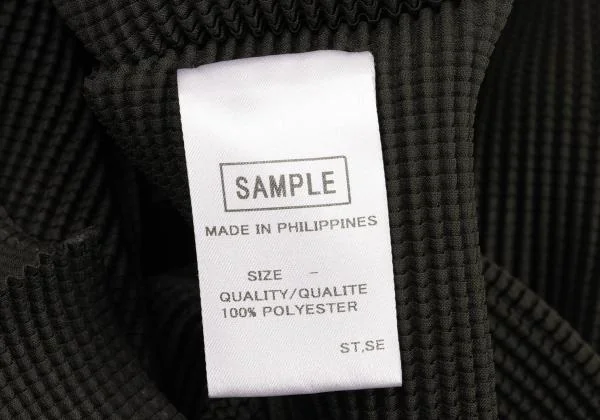 SAMPLE
MADE IN PHILIPPINES
SIZE –
QUALITY/QUALITE
100% POLYESTER
ST,SE